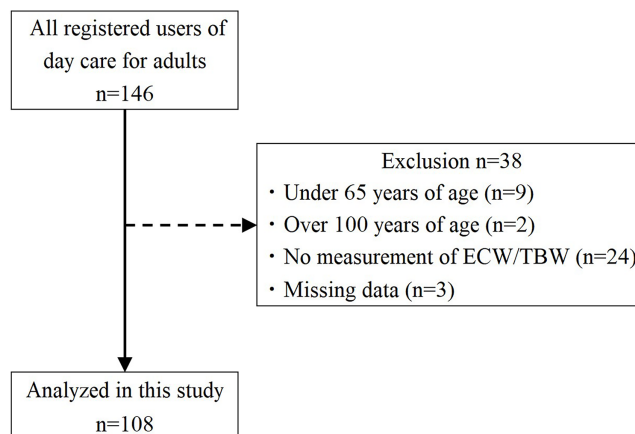 All registered users of
day care for adults
n=146
Exclusion n=38
・Under 65 years of age (n=9)
・Over 100 years of age (n=2)
・No measurement of ECW/TBW (n=24)
・Missing data (n=3)
Analyzed in this study
n=108